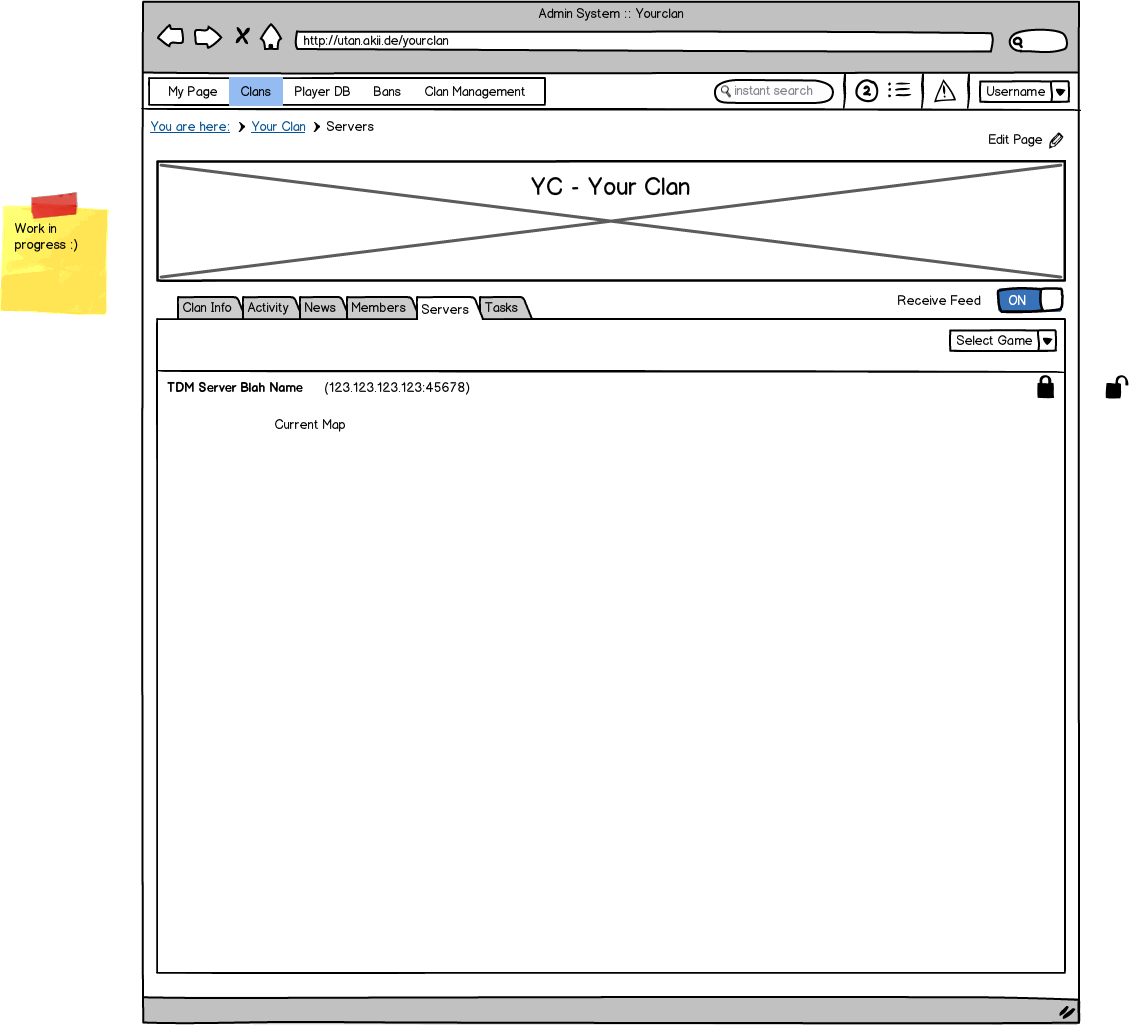 Admin System :: Yourclan
http://utan.akii.de/yourclan
My Page Clans Player DB Bans Clan Management instant search 2 Username
You are here: Your Clan Servers
Edit Page
YC - Your Clan
Work in
progress :)
Receive Feed ON
Clan Info Activity News Members Servers Tasks
Select Game
TDM Server Blah Name (123.123.123.123:45678)
Current Map